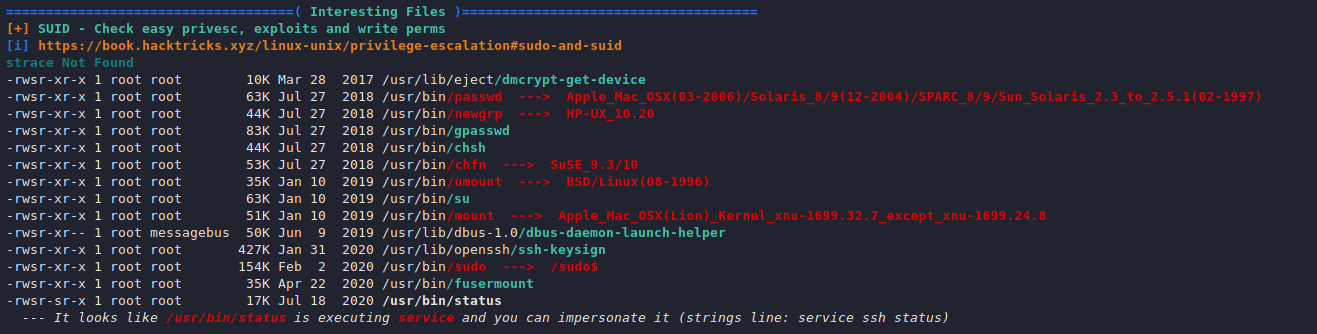 ====================================( Interesting Files )=====================================
[+] SUID - Check easy privesc, exploits and write perms
[i] https://book.hacktricks.xyz/linux-unix/privilege-escalation#sudo-and-suid
strace Not Found
-rwsr-xr-x 1 root root        10K Mar 28  2017 /usr/lib/eject/dmcrypt-get-device
-rwsr-xr-x 1 root root        63K Jul 27  2018 /usr/bin/passwd  --->  Apple_Mac_OSX(03-2006)/Solaris_8/9(12-2004)/SPARC_8/9/Sun_Solaris_2.3_to_2.5.1(02-1997)
-rwsr-xr-x 1 root root        44K Jul 27  2018 /usr/bin/newgrp  --->  HP-UX_10.20
-rwsr-xr-x 1 root root        83K Jul 27  2018 /usr/bin/gpasswd
-rwsr-xr-x 1 root root        44K Jul 27  2018 /usr/bin/chsh
-rwsr-xr-x 1 root root        53K Jul 27  2018 /usr/bin/chfn  --->  SuSE_9.3/10
-rwsr-xr-x 1 root root        35K Jan 10  2019 /usr/bin/umount  --->  BSD/Linux(08-1996)
-rwsr-xr-x 1 root root        63K Jan 10  2019 /usr/bin/su
-rwsr-xr-x 1 root root        51K Jan 10  2019 /usr/bin/mount  --->  Apple_Mac_OSX(Lion)_Kernel_xnu-1699.32.7_except_xnu-1699.24.8
-rwsr-xr-- 1 root messagebus  50K Jun  9  2019 /usr/lib/dbus-1.0/dbus-daemon-launch-helper
-rwsr-xr-x 1 root root       427K Jan 31  2020 /usr/lib/openssh/ssh-keysign
-rwsr-xr-x 1 root root       154K Feb  2  2020 /usr/bin/sudo  --->  /sudo$
-rwsr-xr-x 1 root root        35K Apr 22  2020 /usr/bin/fusermount
-rwsr-sr-x 1 root root        17K Jul 18  2020 /usr/bin/status
  --- It looks like /usr/bin/status is executing service and you can impersonate it (strings line: service ssh status)